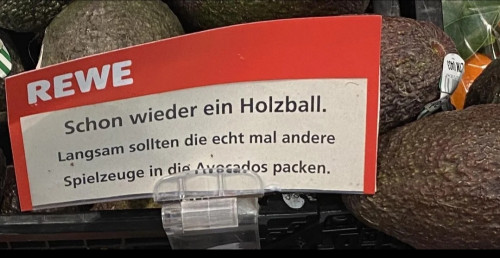 REWE
Schon wieder ein Holzball.
Langsam sollten die echt mal andere
Spielzeuge in die Avocados packen.